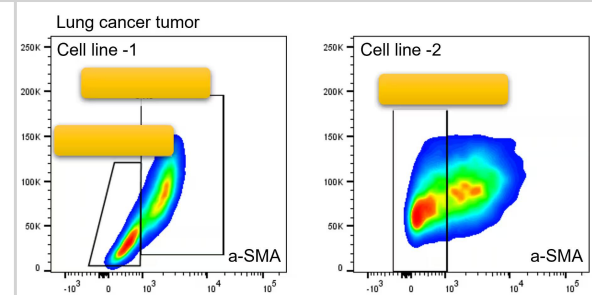 Lung cancer tumor
Cell line -1
250K
200K
150K
100K
50K
0
a-SMA
-10³ 0 10³ 10⁴ 10⁵
Cell line -2
250K
200K
150K
100K
50K
0
a-SMA
-10³ 0 10³ 10⁴ 10⁵